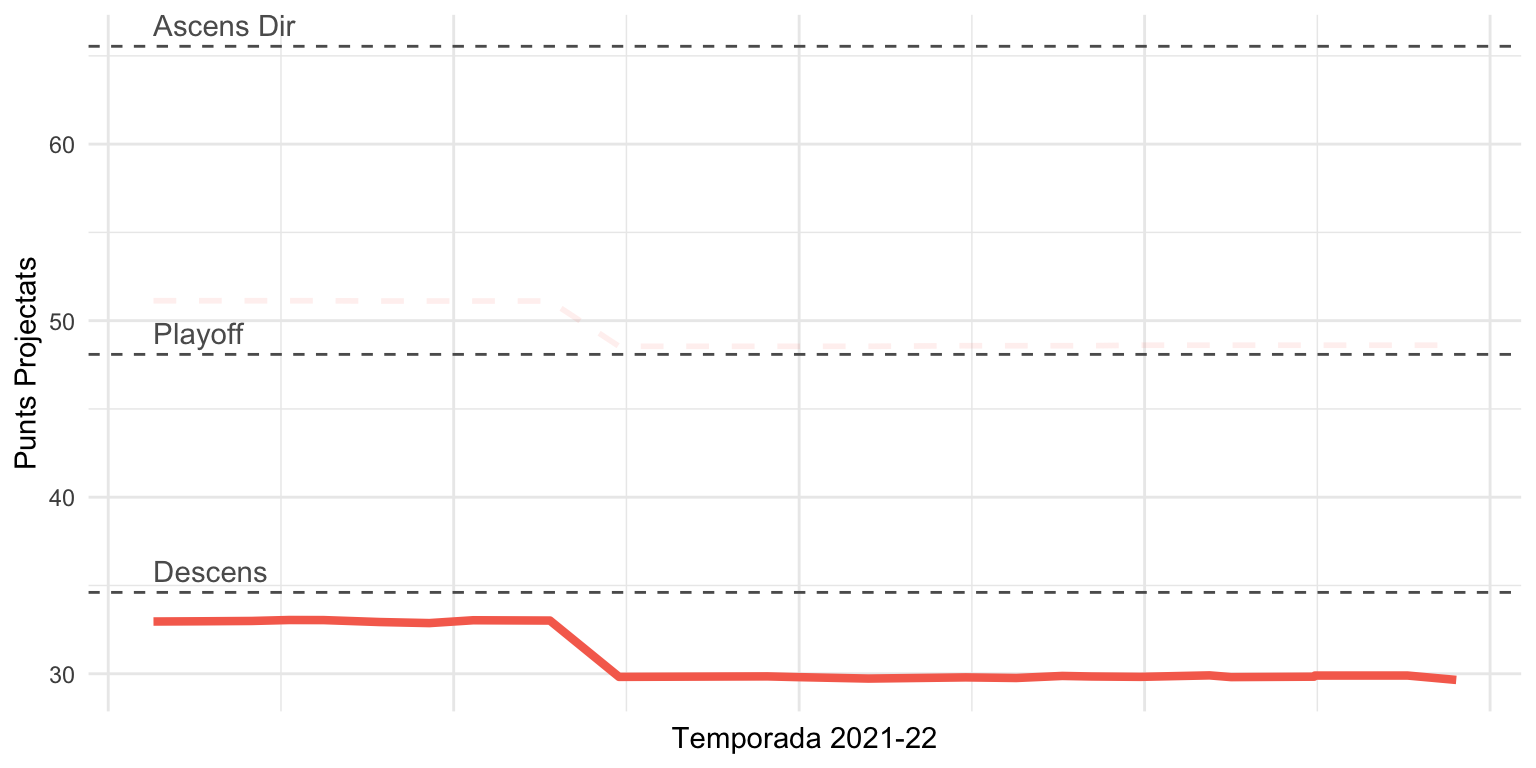 Ascens Dir
60
50
Playoff
40
Descens
30
Punts Projectats
Temporada 2021-22